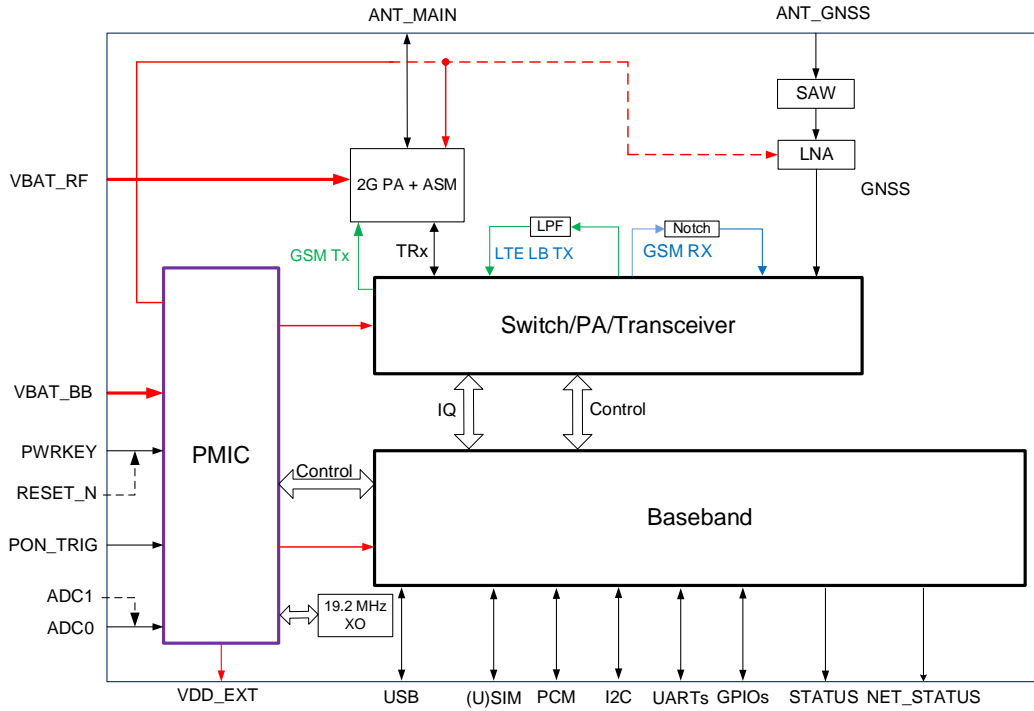 ANT_MAIN
ANT_GNSS
SAW
LNA
VBAT_RF
2G PA + ASM
GNSS
GSM Tx
TRx
LPF
LTE LB TX
Notch
GSM RX
Switch/PA/Transceiver
VBAT_BB
IQ
Control
PWRKEY
PMIC
RESET_N
Control
Baseband
PON_TRIG
ADC1
ADC0
19.2 MHz
XO
VDD_EXT
USB
(U)SIM
PCM
I2C
UARTs
GPIOs
STATUS
NET_STATUS